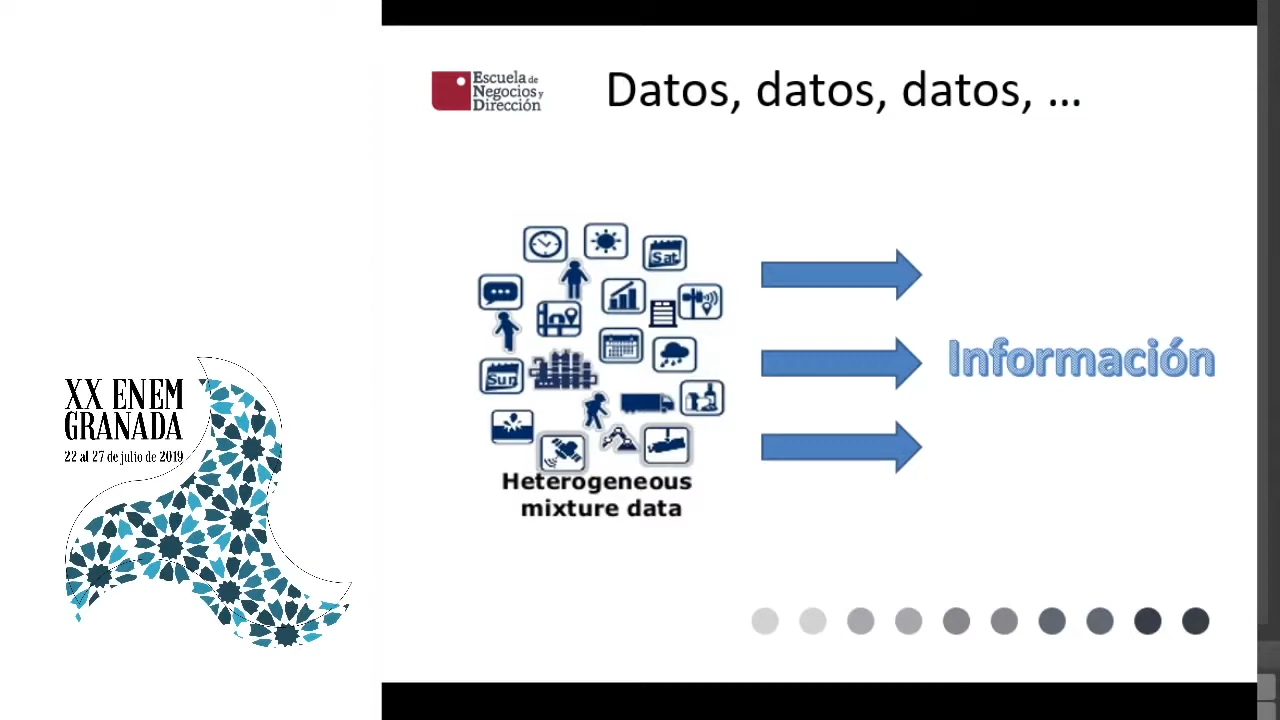 Escuela de
Negocios y
Dirección
Datos, datos, datos, ...
Sat
Sun
Heterogeneous
mixture data
Información
XX ENEM
GRANADA
22 al 27 de julio de 2019